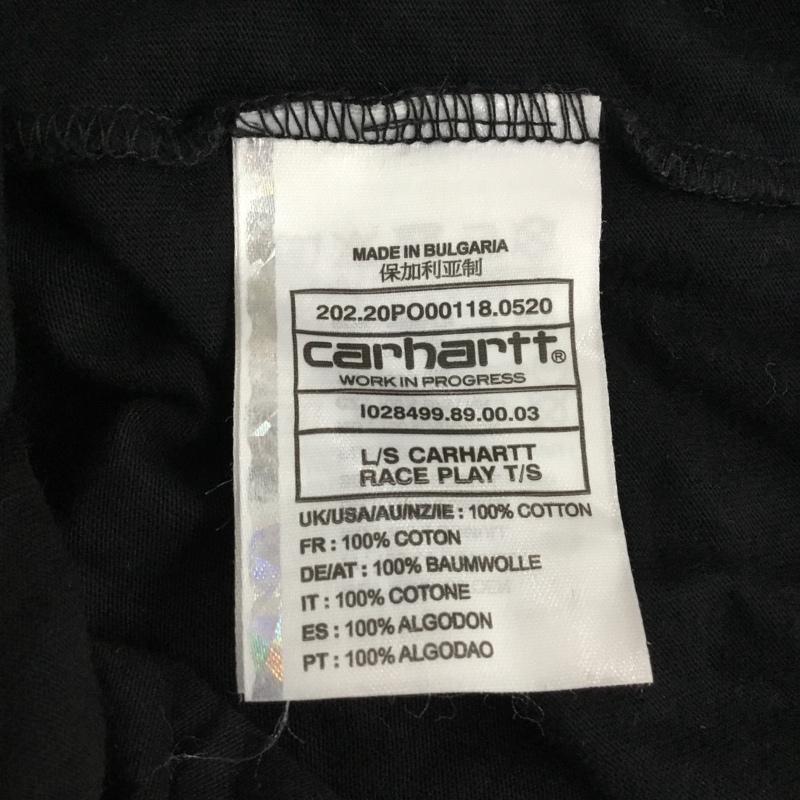 MADE IN BULGARIA
保加利亚制
202.20PO00118.0520
carhartt®
WORK IN PROGRESS
I028499.89.00.03
L/S CARHARTT
RACE PLAY T/S
UK/USA/AU/NZ/IE : 100% COTTON
FR : 100% COTON
DE/AT : 100% BAUMWOLLE
IT : 100% COTONE
ES : 100% ALGODON
PT : 100% ALGODAO